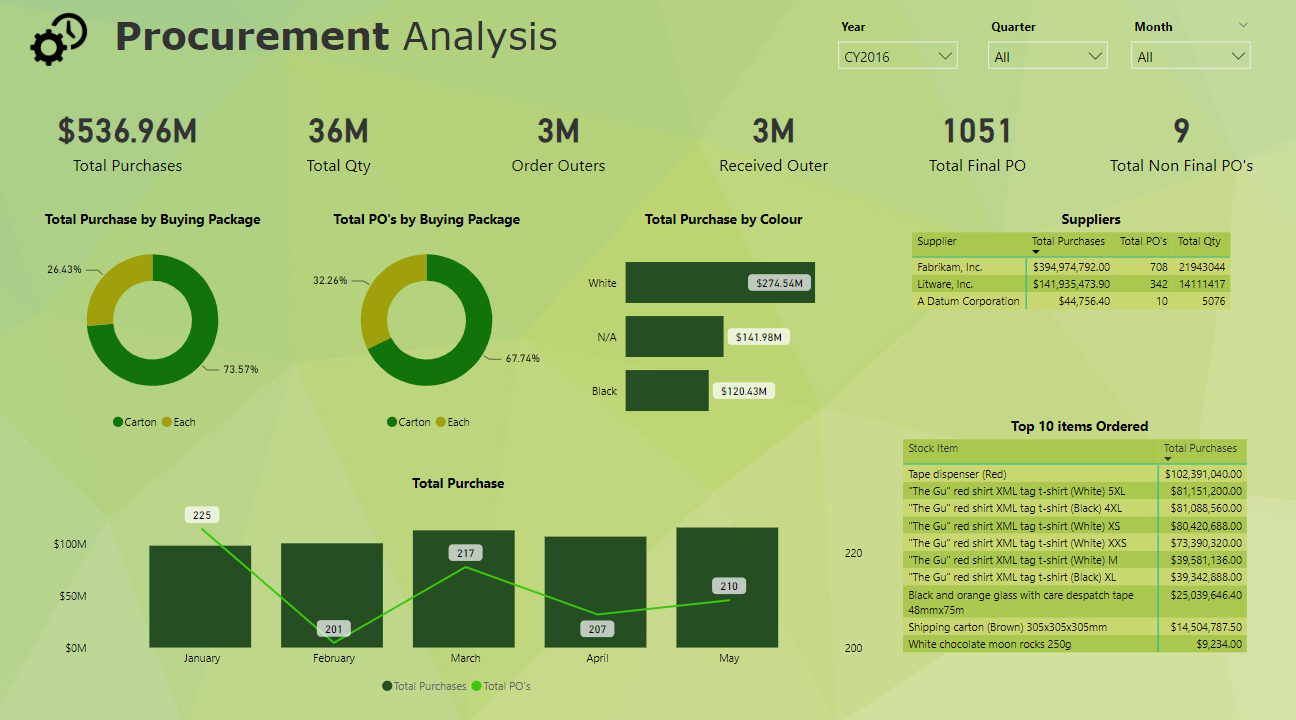 Procurement Analysis
Year
Quarter
Month
CY2016
All
All
$536.96M
36M
3M
3M
1051
9
Total Purchases
Total Qty
Order Outers
Received Outer
Total Final PO
Total Non Final PO's
Total Purchase by Buying Package
26.43%
73.57%
Carton
Each
Total PO's by Buying Package
32.26%
67.74%
Carton
Each
Total Purchase by Colour
White
$274.54M
N/A
$141.98M
Black
$120.43M
Suppliers
Supplier Total Purchases Total PO's Total Qty
Fabrikam, Inc. $394,974,792.00 708 21943044
Litware, Inc. $141,935,473.90 342 14111417
A Datum Corporation $44,756.40 10 5076
Total Purchase
$100M
$50M
$0M
225
201
217
207
210
220
200
January
February
March
April
May
Total Purchases
Total PO's
Top 10 items Ordered
Stock Item Total Purchases
Tape dispenser (Red) $102,391,040.00
"The Gu" red shirt XML tag t-shirt (White) 5XL $81,151,200.00
"The Gu" red shirt XML tag t-shirt (Black) 4XL $81,088,560.00
"The Gu" red shirt XML tag t-shirt (White) XS $80,420,688.00
"The Gu" red shirt XML tag t-shirt (White) XXS $73,390,320.00
"The Gu" red shirt XML tag t-shirt (White) M $39,581,136.00
"The Gu" red shirt XML tag t-shirt (Black) XL $39,342,888.00
Black and orange glass with care despatch tape $25,039,646.40
48mmx75m
Shipping carton (Brown) 305x305x305mm $14,504,787.50
White chocolate moon rocks 250g $9,234.00